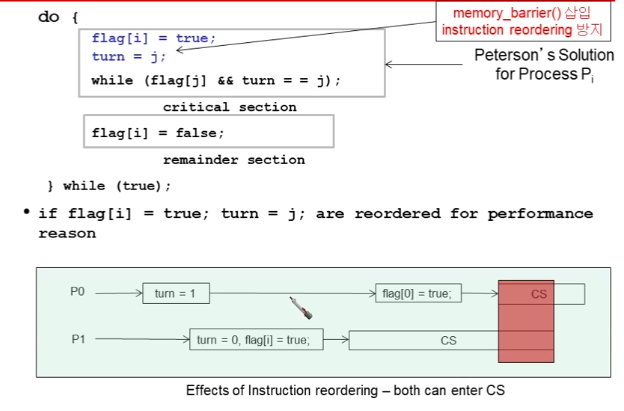 do {
memory_barrier() 삽입
instruction reordering 방지
flag[i] = true;
turn = j;
while (flag[j] && turn = = j);
Peterson's Solution
for Process Pi
critical section
flag[i] = false;
remainder section
} while (true);
• if flag[i] = true; turn = j; are reordered for performance
reason
P0
turn = 1
flag[0] = true;
CS
P1
turn = 0, flag[i] = true;
CS
Effects of Instruction reordering – both can enter CS